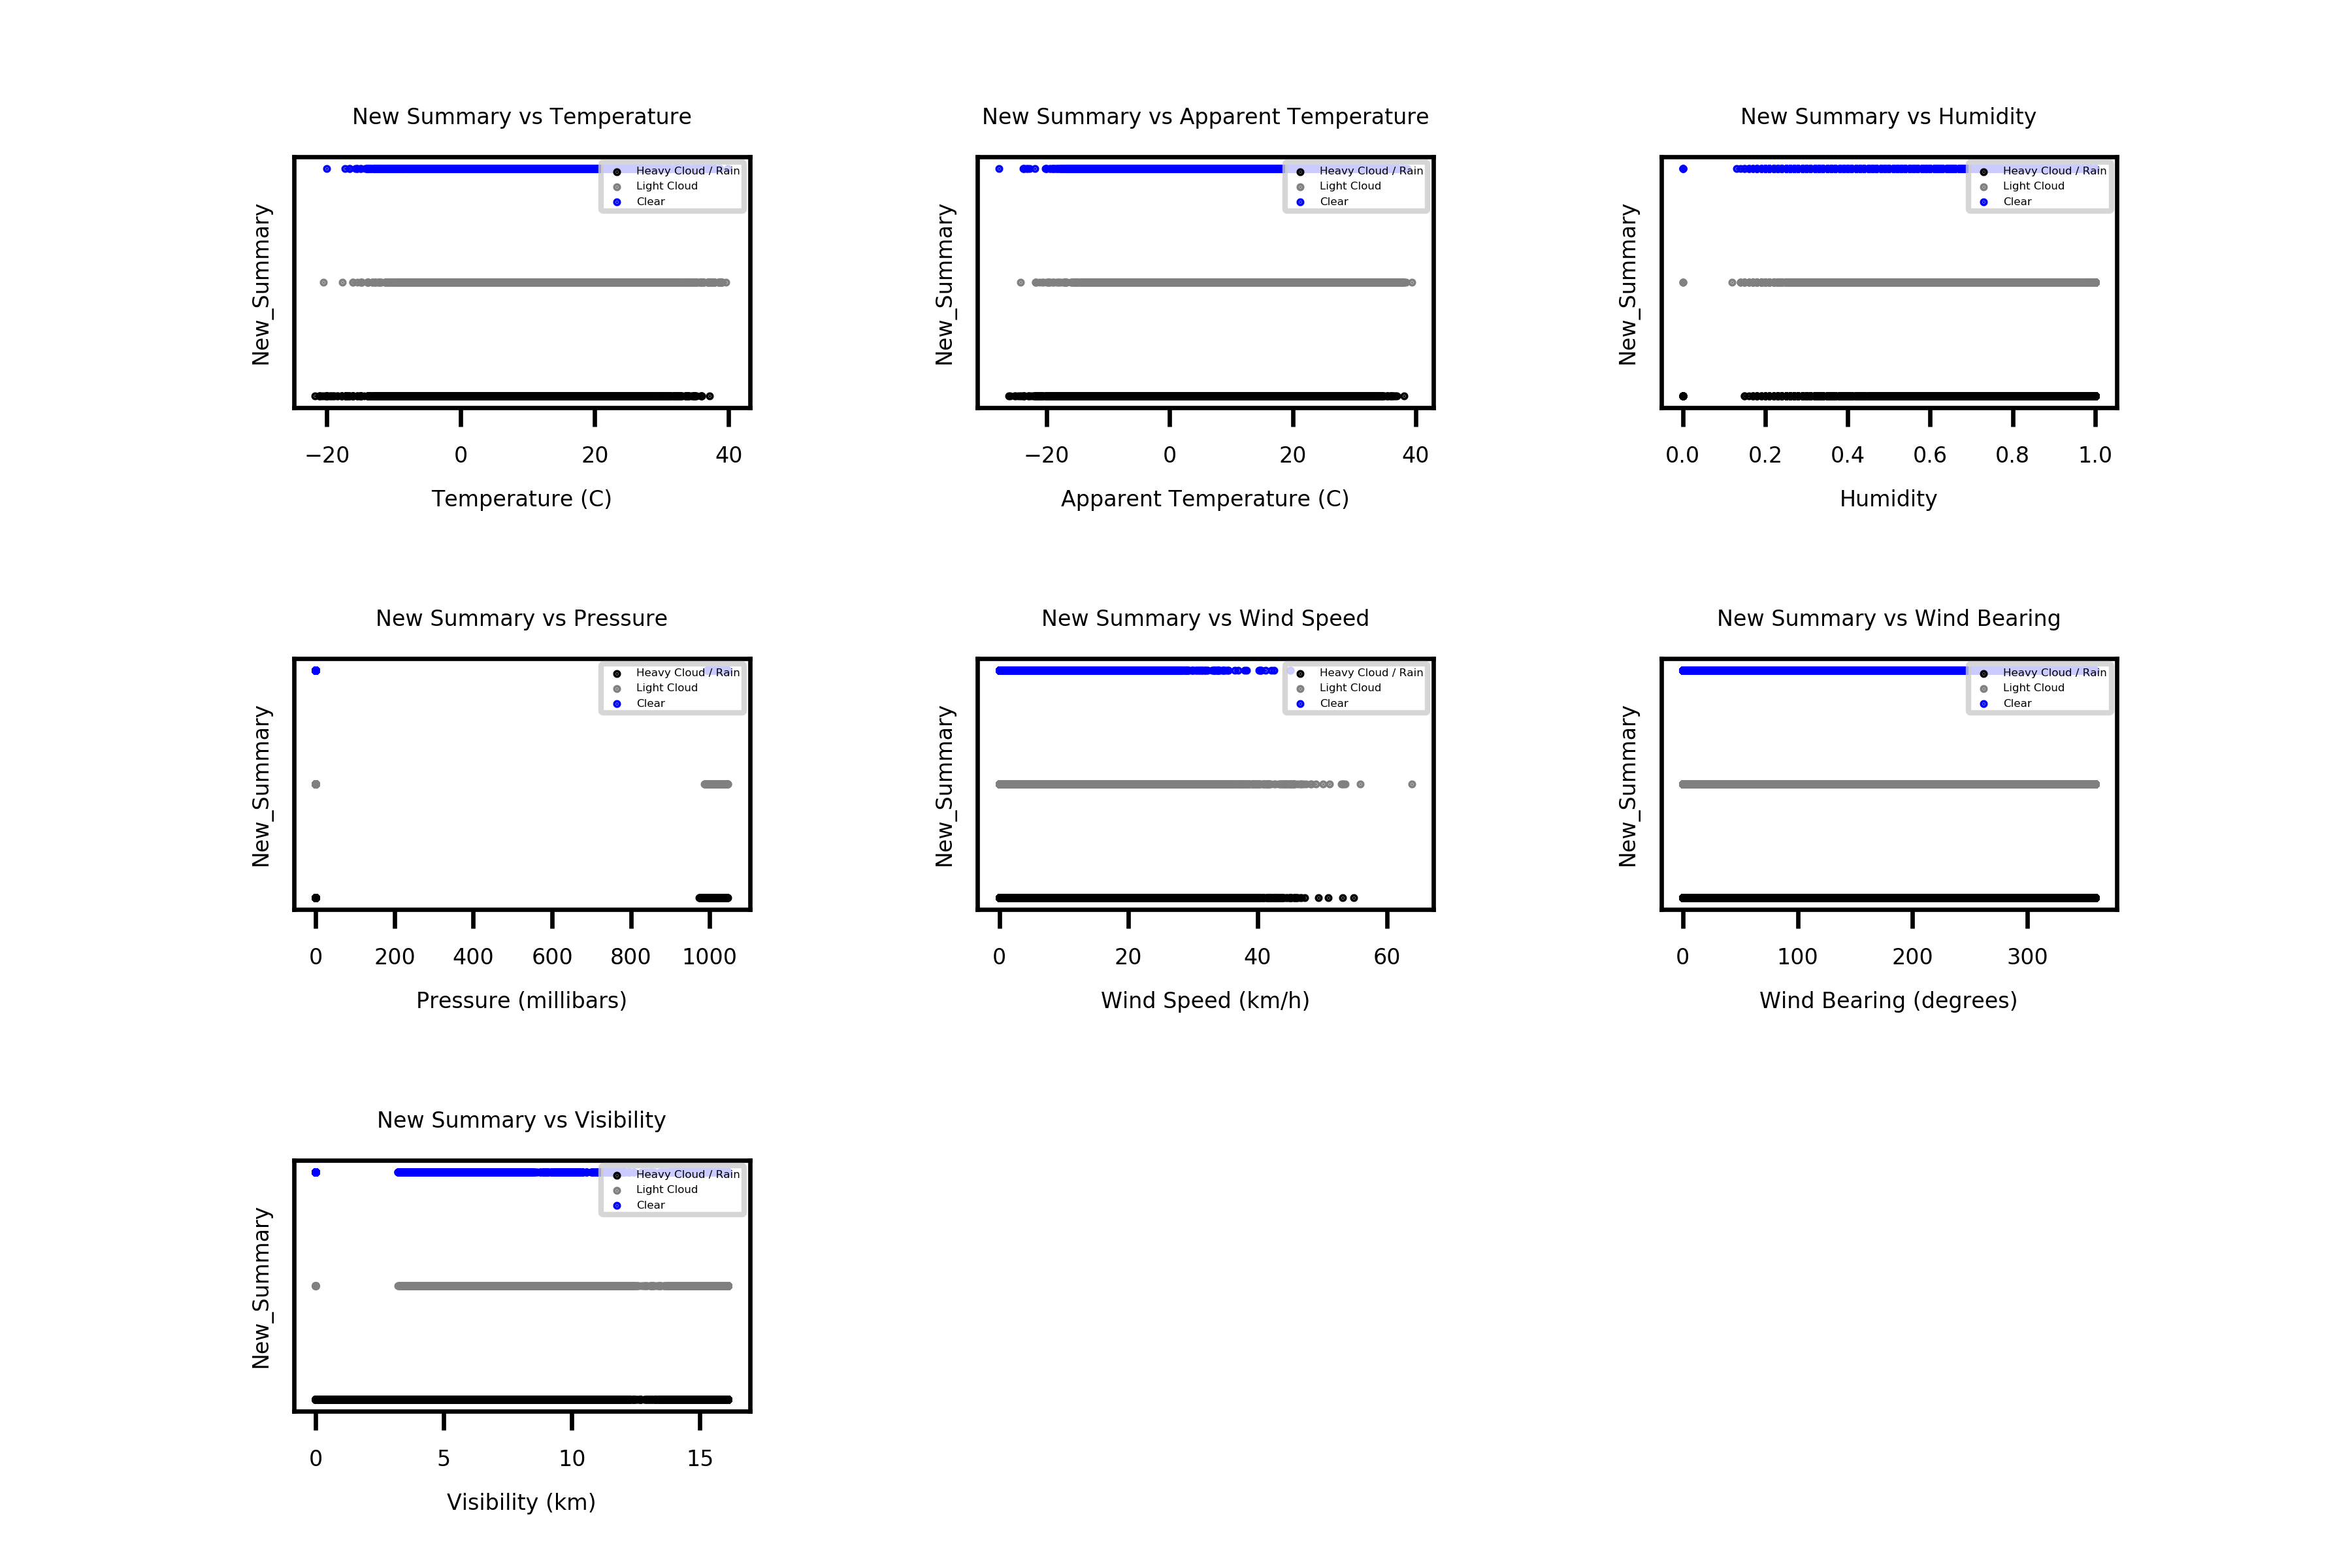 New Summary vs Temperature
New_Summary
Heavy Cloud / Rain
Light Cloud
Clear
−20 0 20 40
Temperature (C)
New Summary vs Apparent Temperature
New_Summary
Heavy Cloud / Rain
Light Cloud
Clear
−20 0 20 40
Apparent Temperature (C)
New Summary vs Humidity
New_Summary
Heavy Cloud / Rain
Light Cloud
Clear
0.0 0.2 0.4 0.6 0.8 1.0
Humidity
New Summary vs Pressure
New_Summary
Heavy Cloud / Rain
Light Cloud
Clear
0 200 400 600 800 1000
Pressure (millibars)
New Summary vs Wind Speed
New_Summary
Heavy Cloud / Rain
Light Cloud
Clear
0 20 40 60
Wind Speed (km/h)
New Summary vs Wind Bearing
New_Summary
Heavy Cloud / Rain
Light Cloud
Clear
0 100 200 300
Wind Bearing (degrees)
New Summary vs Visibility
New_Summary
Heavy Cloud / Rain
Light Cloud
Clear
0 5 10 15
Visibility (km)